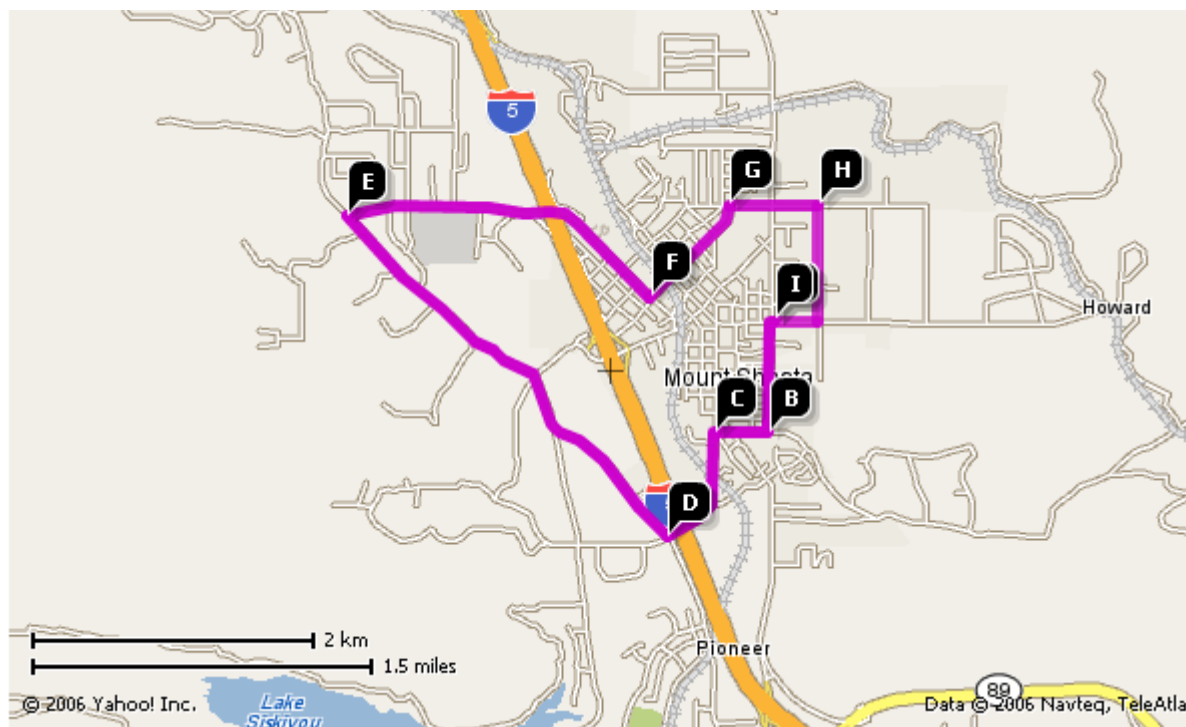 5
E
G
H
F
I
Howard
Mount Shasta
C
B
D
2 km
1.5 miles
Pioneer
© 2006 Yahoo! Inc.
Lake
Siskiyou
89
Data © 2006 Navteq, TeleAtla